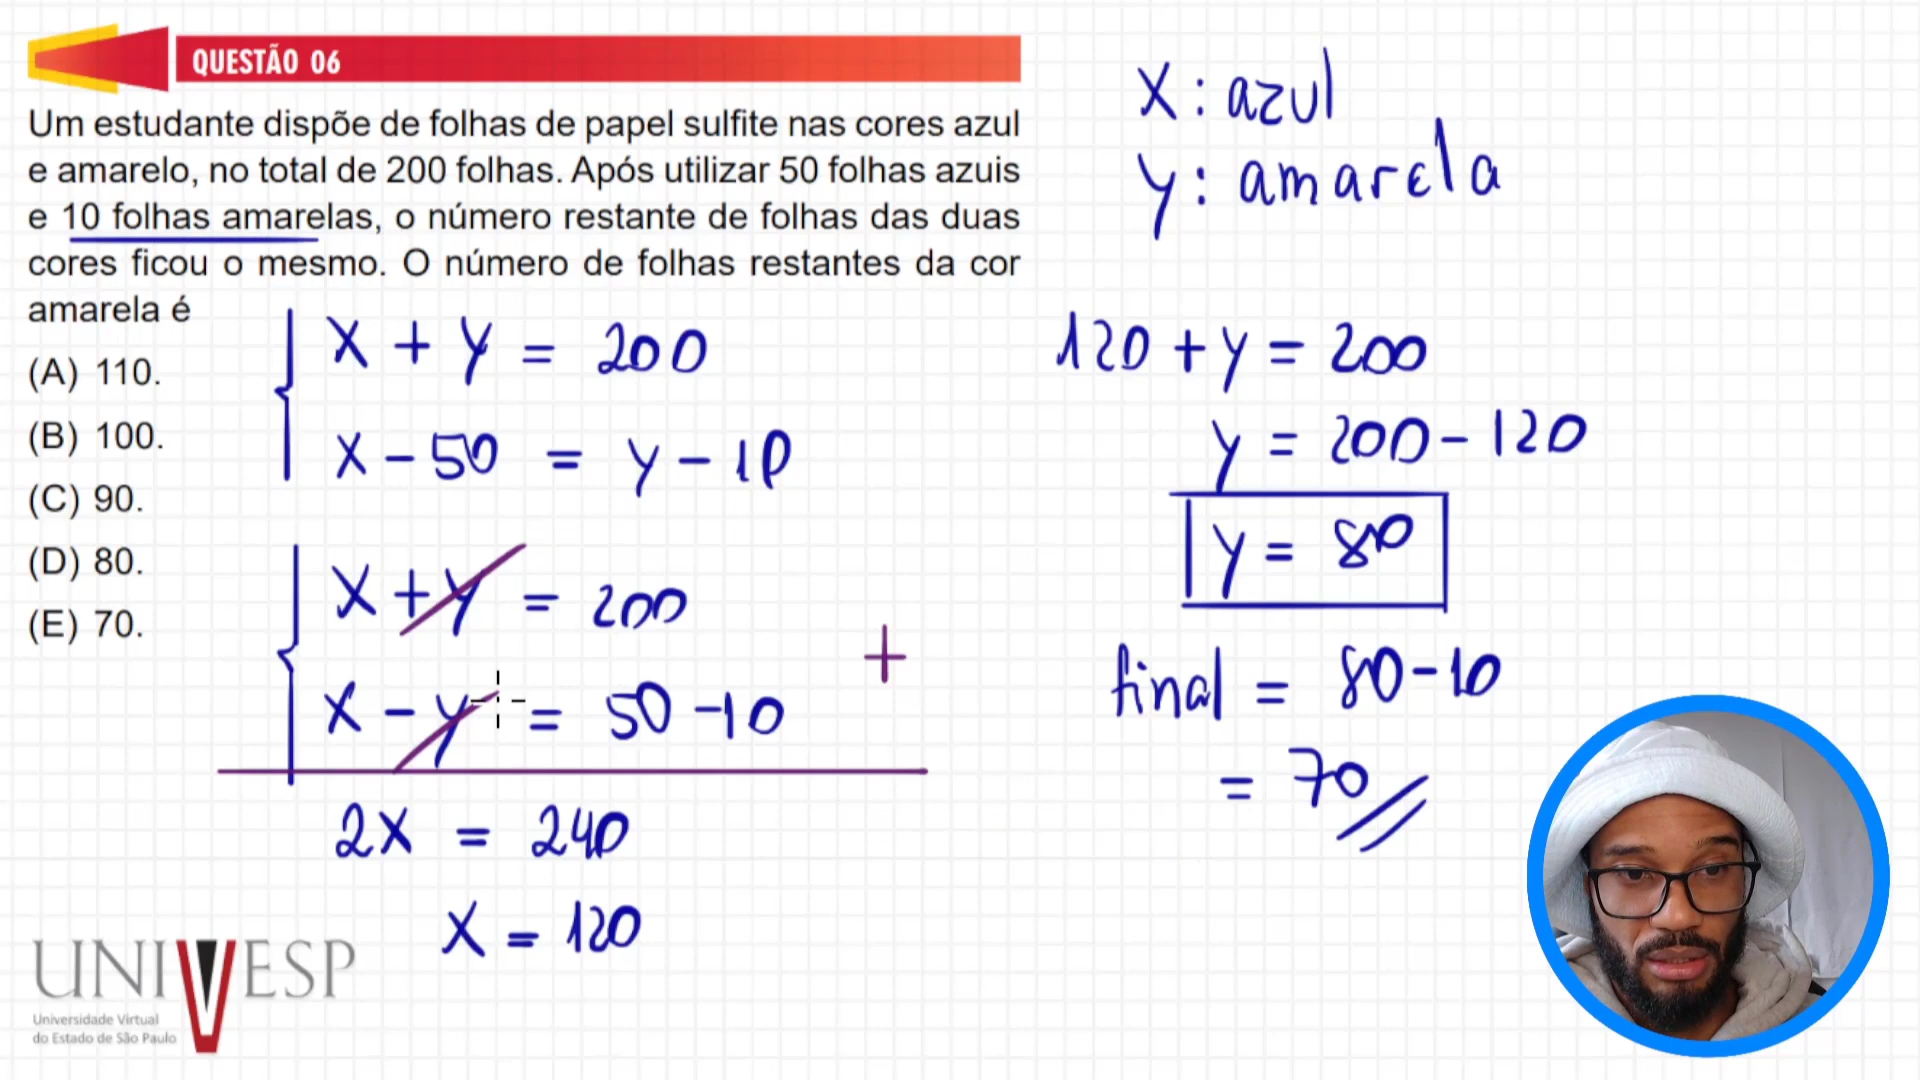 QUESTÃO 06
Um estudante dispõe de folhas de papel sulfite nas cores azul
e amarelo, no total de 200 folhas. Após utilizar 50 folhas azuis
e 10 folhas amarelas, o número restante de folhas das duas
cores ficou o mesmo. O número de folhas restantes da cor
amarela é
(A) 110.
(B) 100.
(C) 90.
(D) 80.
(E) 70.
x + y = 200
x - 50 = y - 10
x + y = 200
x - y = 50 - 10
+
2x = 240
x = 120
x : azul
y : amarela
120 + y = 200
y = 200 - 120
y = 80
final = 80 - 10
= 70
UNIVESP
Universidade Virtual
do Estado de São Paulo